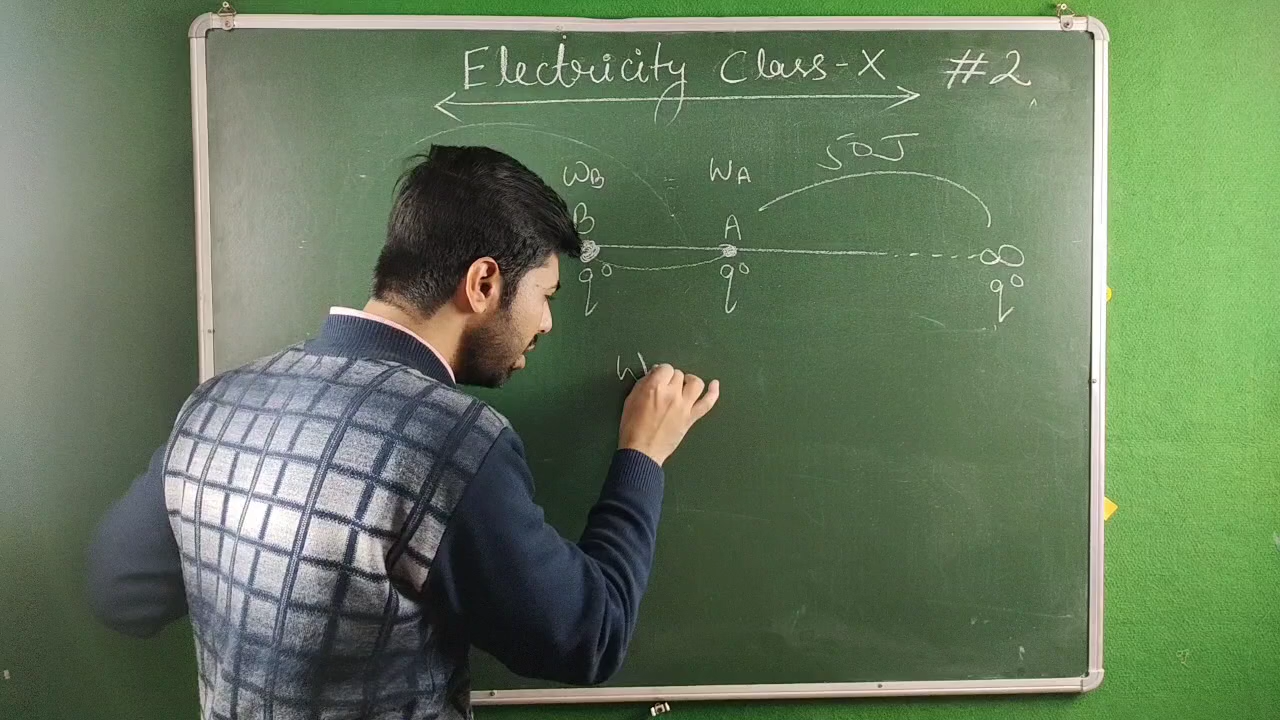 Electricity Class-X #2
50J
WB = WA
B A
∞
q° q° q°
W